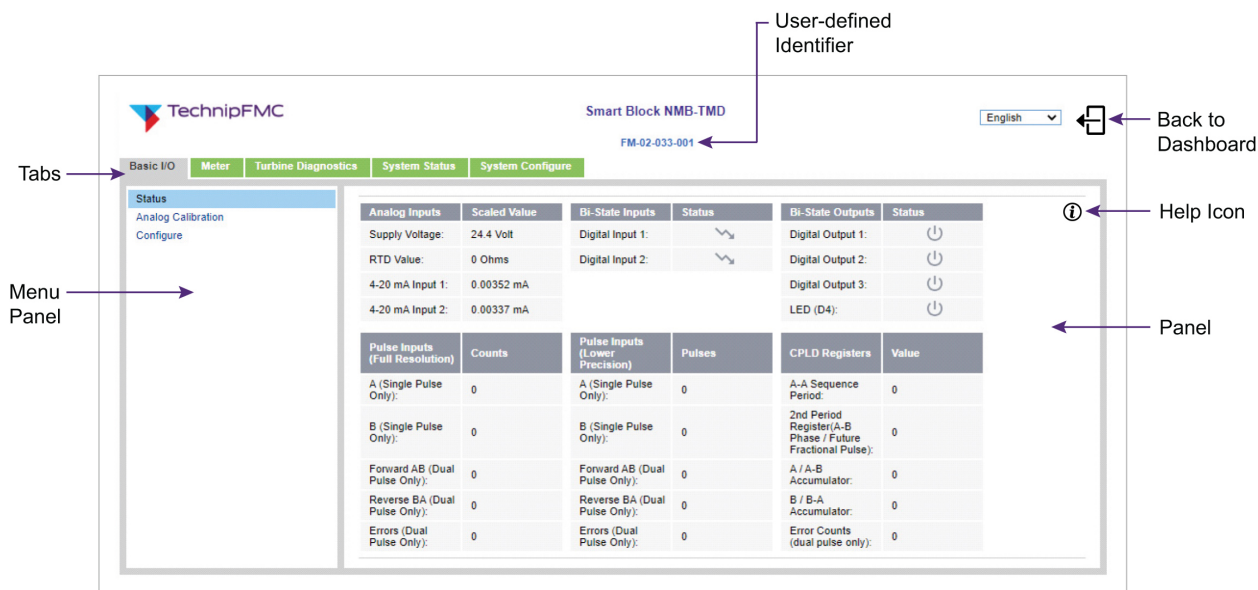 User-defined
Identifier
TechnipFMC
Smart Block NMB-TMD
English
Back to
Dashboard
FM-02-033-001
Tabs
Basic I/O Meter Turbine Diagnostics System Status System Configure
Status
Analog Calibration
Configure
Help Icon
Menu
Panel
Panel
Analog Inputs Scaled Value Bi-State Inputs Status Bi-State Outputs Status
Supply Voltage: 24.4 Volt Digital Input 1: Digital Output 1:
RTD Value: 0 Ohms Digital Input 2: Digital Output 2:
4-20 mA Input 1: 0.00352 mA Digital Output 3:
4-20 mA Input 2: 0.00337 mA LED (D4):
Pulse Inputs
(Full Resolution)
Counts
Pulse Inputs
(Lower
Precision)
Pulses
CPLD Registers
Value
A (Single Pulse
Only):
0
A (Single Pulse
Only):
0
A-A Sequence
Period:
0
B (Single Pulse
Only):
0
B (Single Pulse
Only):
0
2nd Period
Register(A-B
Phase / Future
Fractional Pulse):
0
Forward AB (Dual
Pulse Only):
0
Forward AB (Dual
Pulse Only):
0
A / A-B
Accumulator:
0
Reverse BA (Dual
Pulse Only):
0
Reverse BA (Dual
Pulse Only):
0
B / B-A
Accumulator:
0
Errors (Dual
Pulse Only):
0
Errors (Dual
Pulse Only):
0
Error Counts
(dual pulse only):
0